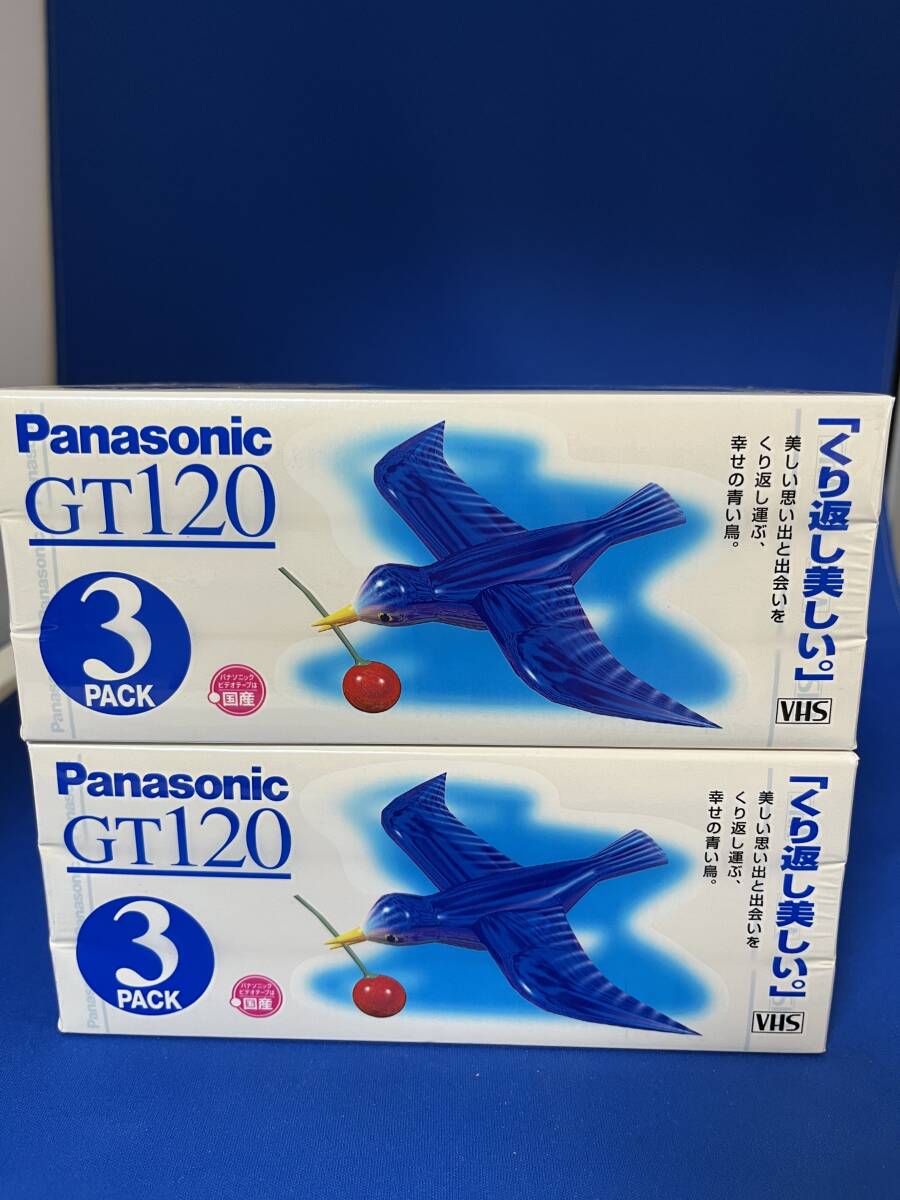 Panasonic
GT120
3
PACK
パナソニック
ビデオテープは
国産
「くり返し美しい。」
美しい思い出と出会いを
くり返し運ぶ、
幸せの青い鳥。
VHS
Panasonic
Panasonic
GT120
3
PACK
パナソニック
ビデオテープは
国産
「くり返し美しい。」
美しい思い出と出会いを
くり返し運ぶ、
幸せの青い鳥。
VHS
Panasonic